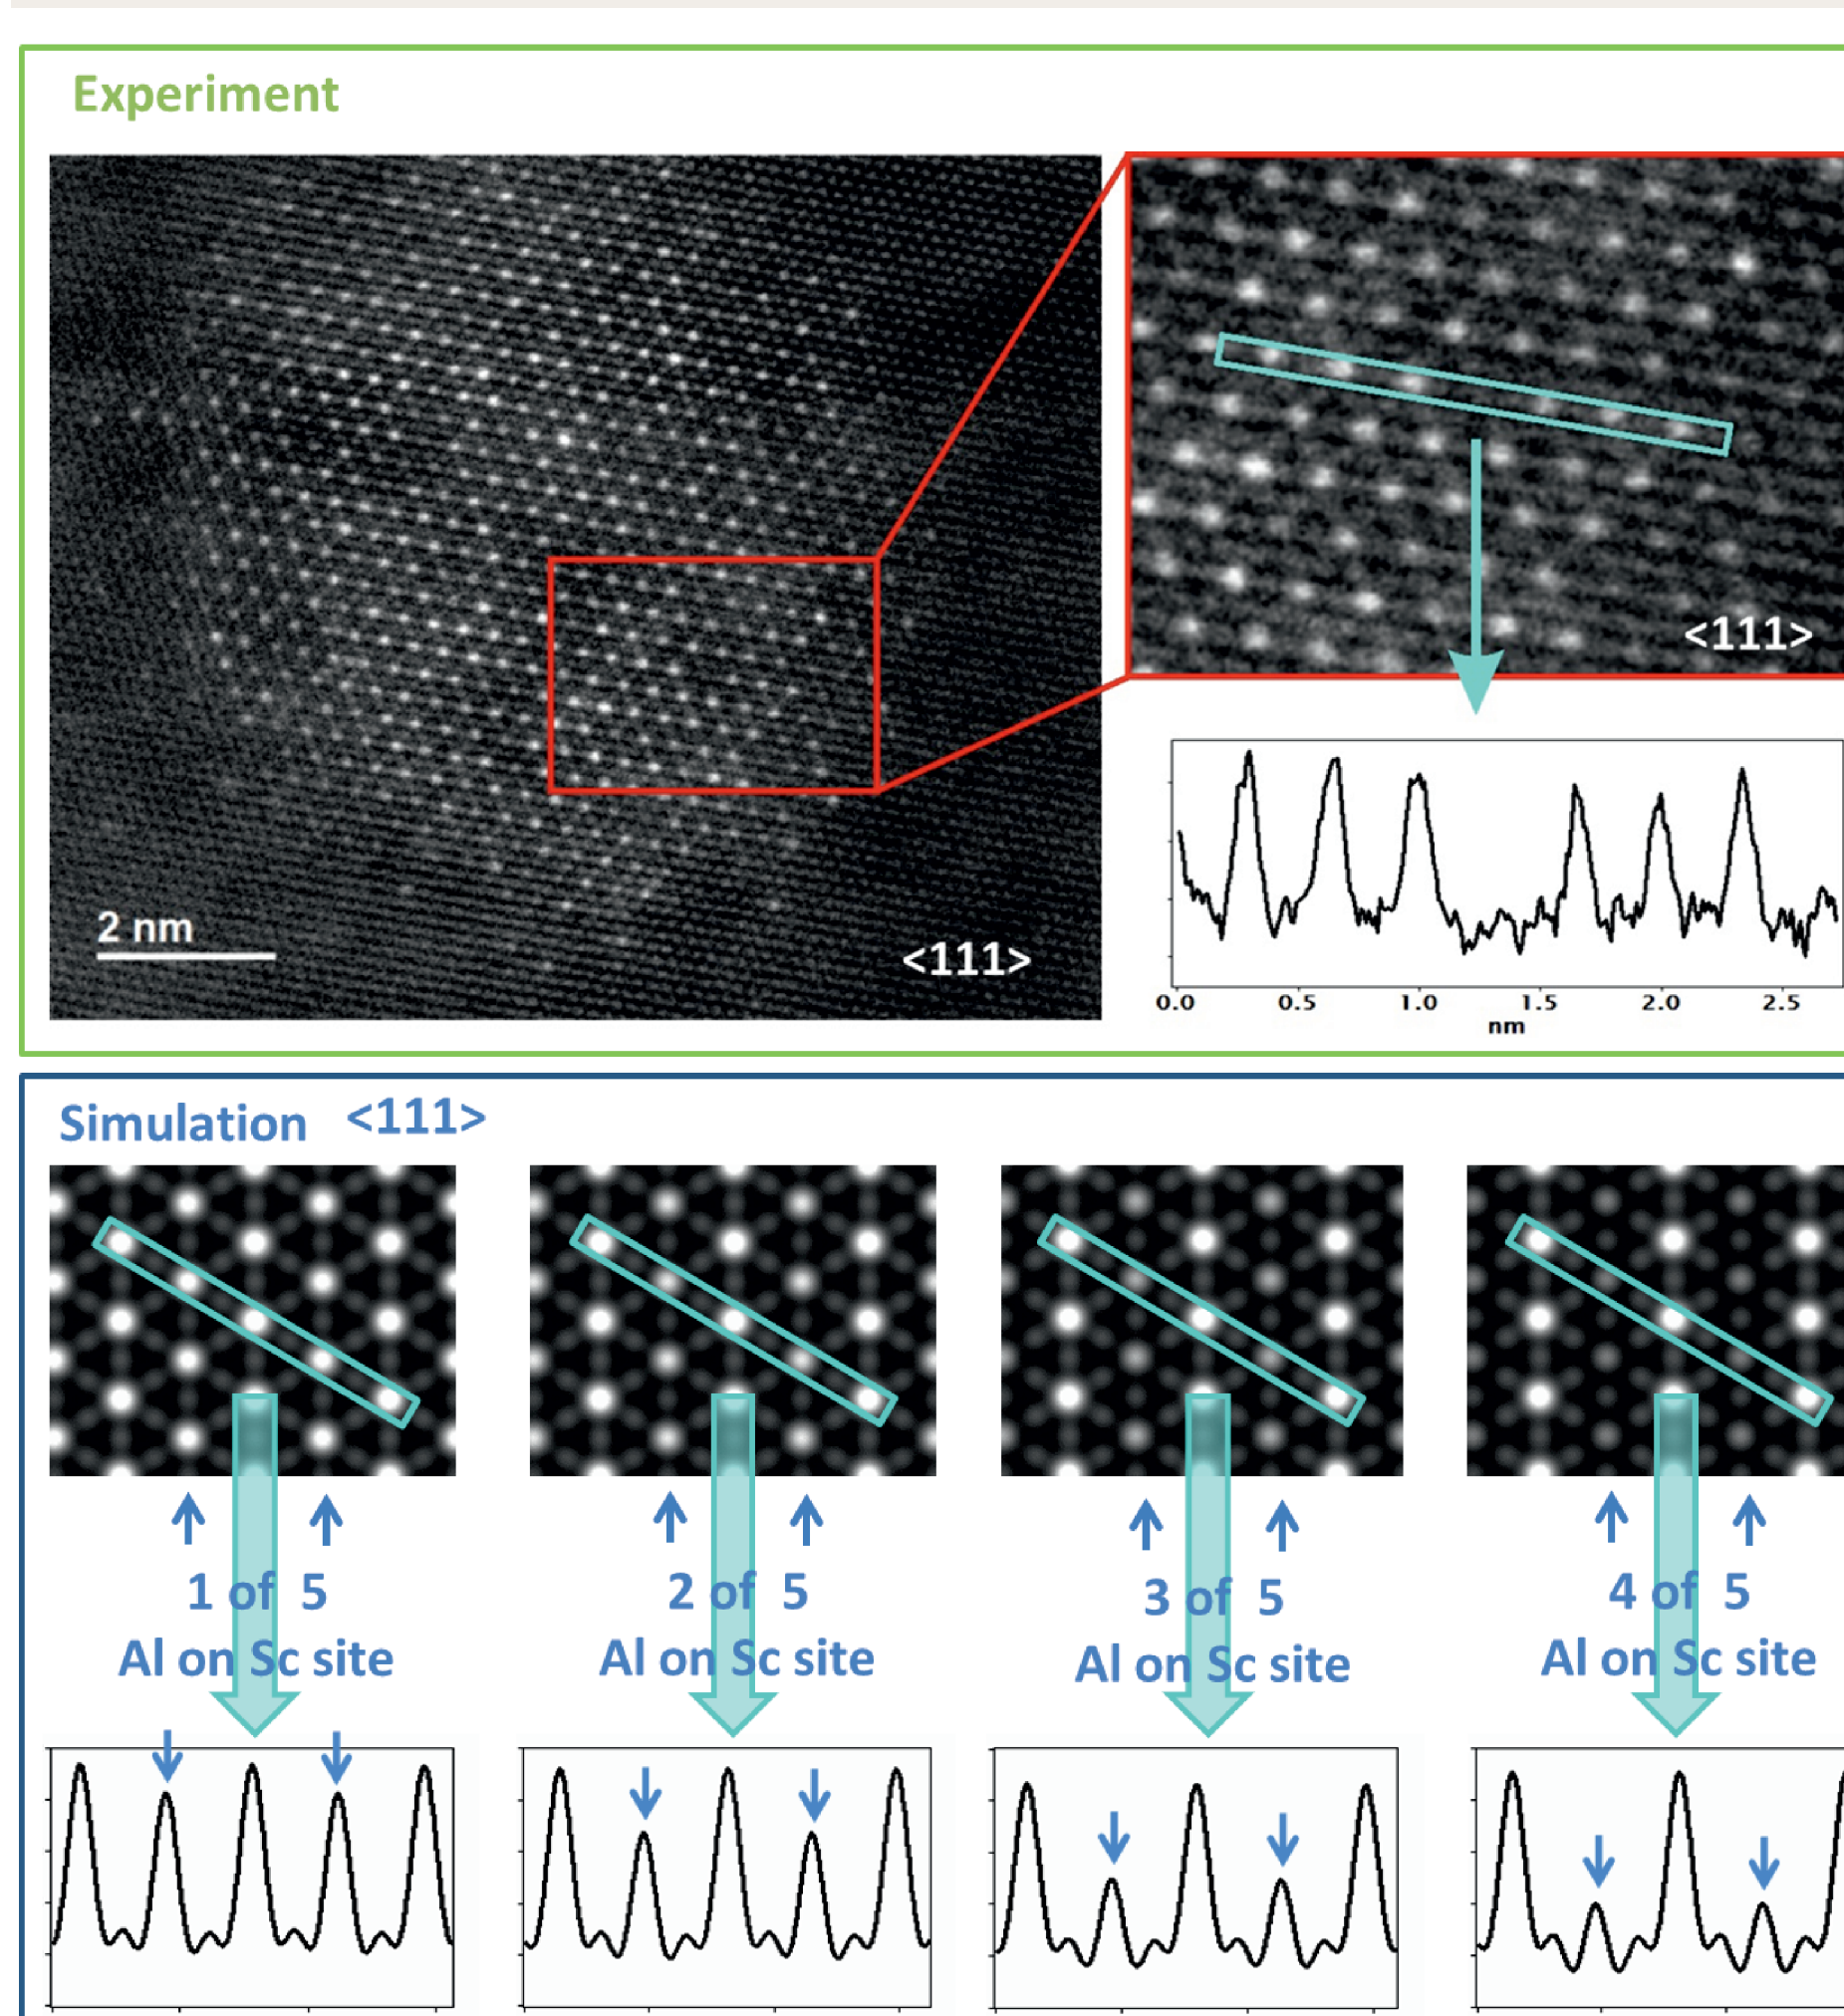 Experiment
<111>
2 nm
<111>
0.0 0.5 1.0 1.5 2.0 2.5
nm
Simulation <111>
1 of 5
Al on Sc site
2 of 5
Al on Sc site
3 of 5
Al on Sc site
4 of 5
Al on Sc site